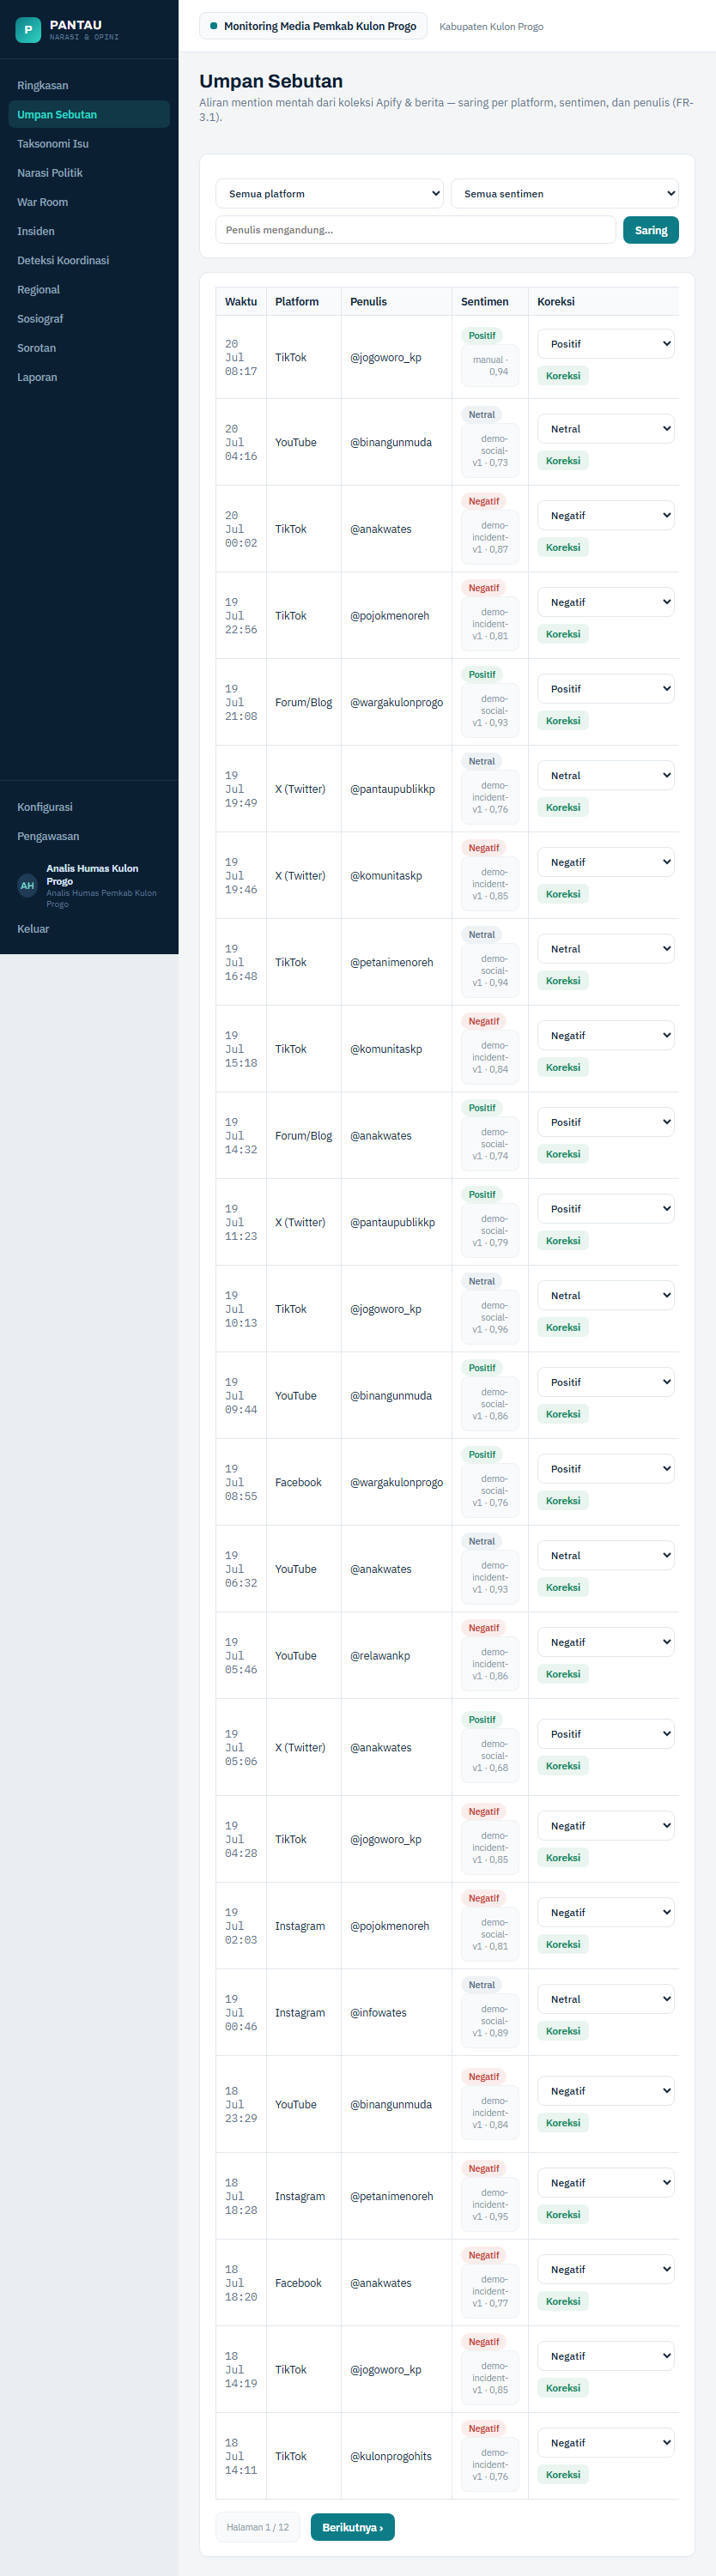 P
PANTAU
NARASI & OPINI
Ringkasan
Umpan Sebutan
Taksonomi Isu
Narasi Politik
War Room
Insiden
Deteksi Koordinasi
Regional
Sosiograf
Sorotan
Laporan
Konfigurasi
Pengawasan
AH
Analis Humas Kulon
Progo
Analis Humas Pemkab Kulon
Progo
Keluar
Monitoring Media Pemkab Kulon Progo
Kabupaten Kulon Progo
Umpan Sebutan
Aliran mention mentah dari koleksi Apify & berita — saring per platform, sentimen, dan penulis (FR-
3.1).
Semua platform
Semua sentimen
Penulis mengandung...
Saring
Waktu Platform Penulis Sentimen Koreksi
20
Jul
08:17
TikTok
@jogoworo_kp
Positif
manual ·
0,94
Positif
Koreksi
20
Jul
04:16
YouTube
@binangunmuda
Netral
demo-
social-
v1 · 0,73
Netral
Koreksi
20
Jul
00:02
TikTok
@anakwates
Negatif
demo-
incident-
v1 · 0,87
Negatif
Koreksi
19
Jul
22:56
TikTok
@pojokmenoreh
Negatif
demo-
incident-
v1 · 0,81
Negatif
Koreksi
19
Jul
21:08
Forum/Blog
@wargakulonprogo
Positif
demo-
social-
v1 · 0,93
Positif
Koreksi
19
Jul
19:49
X (Twitter)
@pantaupublikkp
Netral
demo-
incident-
v1 · 0,76
Netral
Koreksi
19
Jul
19:46
X (Twitter)
@komunitaskp
Negatif
demo-
incident-
v1 · 0,85
Negatif
Koreksi
19
Jul
16:48
TikTok
@petanimenoreh
Netral
demo-
social-
v1 · 0,94
Netral
Koreksi
19
Jul
15:18
TikTok
@komunitaskp
Negatif
demo-
incident-
v1 · 0,84
Negatif
Koreksi
19
Jul
14:32
Forum/Blog
@anakwates
Positif
demo-
social-
v1 · 0,74
Positif
Koreksi
19
Jul
11:23
X (Twitter)
@pantaupublikkp
Positif
demo-
social-
v1 · 0,79
Positif
Koreksi
19
Jul
10:13
TikTok
@jogoworo_kp
Netral
demo-
social-
v1 · 0,96
Netral
Koreksi
19
Jul
09:44
YouTube
@binangunmuda
Positif
demo-
social-
v1 · 0,86
Positif
Koreksi
19
Jul
08:55
Facebook
@wargakulonprogo
Positif
demo-
social-
v1 · 0,76
Positif
Koreksi
19
Jul
06:32
YouTube
@anakwates
Netral
demo-
incident-
v1 · 0,93
Netral
Koreksi
19
Jul
05:46
YouTube
@relawankp
Negatif
demo-
incident-
v1 · 0,86
Negatif
Koreksi
19
Jul
05:06
X (Twitter)
@anakwates
Positif
demo-
social-
v1 · 0,68
Positif
Koreksi
19
Jul
04:28
TikTok
@jogoworo_kp
Negatif
demo-
incident-
v1 · 0,85
Negatif
Koreksi
19
Jul
02:03
Instagram
@pojokmenoreh
Negatif
demo-
incident-
v1 · 0,81
Negatif
Koreksi
19
Jul
00:46
Instagram
@infowates
Netral
demo-
social-
v1 · 0,89
Netral
Koreksi
18
Jul
23:29
YouTube
@binangunmuda
Negatif
demo-
incident-
v1 · 0,84
Negatif
Koreksi
18
Jul
18:28
Instagram
@petanimenoreh
Negatif
demo-
incident-
v1 · 0,95
Negatif
Koreksi
18
Jul
18:20
Facebook
@anakwates
Negatif
demo-
incident-
v1 · 0,77
Negatif
Koreksi
18
Jul
14:19
TikTok
@jogoworo_kp
Negatif
demo-
incident-
v1 · 0,85
Negatif
Koreksi
18
Jul
14:11
TikTok
@kulonprogohits
Negatif
demo-
incident-
v1 · 0,76
Negatif
Koreksi
Halaman 1 / 12
Berikutnya ›